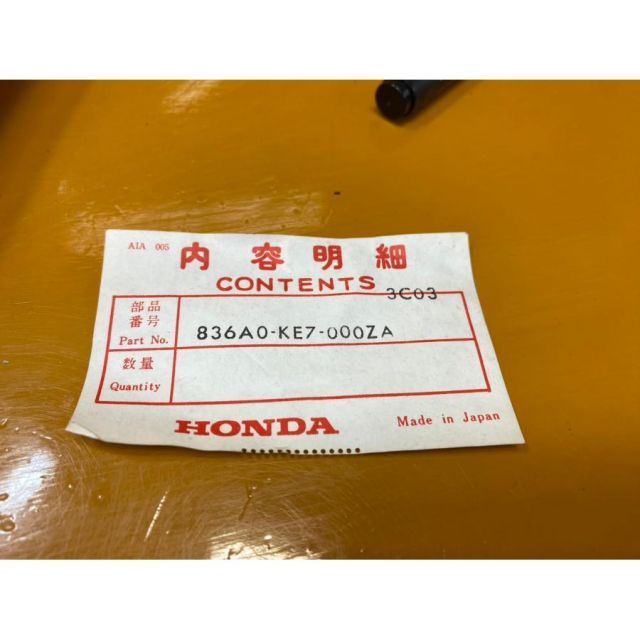 AIA 005
内容明細
CONTENTS
3C03
部品
番号
Part No.
836A0-KE7-000ZA
数量
Quantity
HONDA
Made in Japan